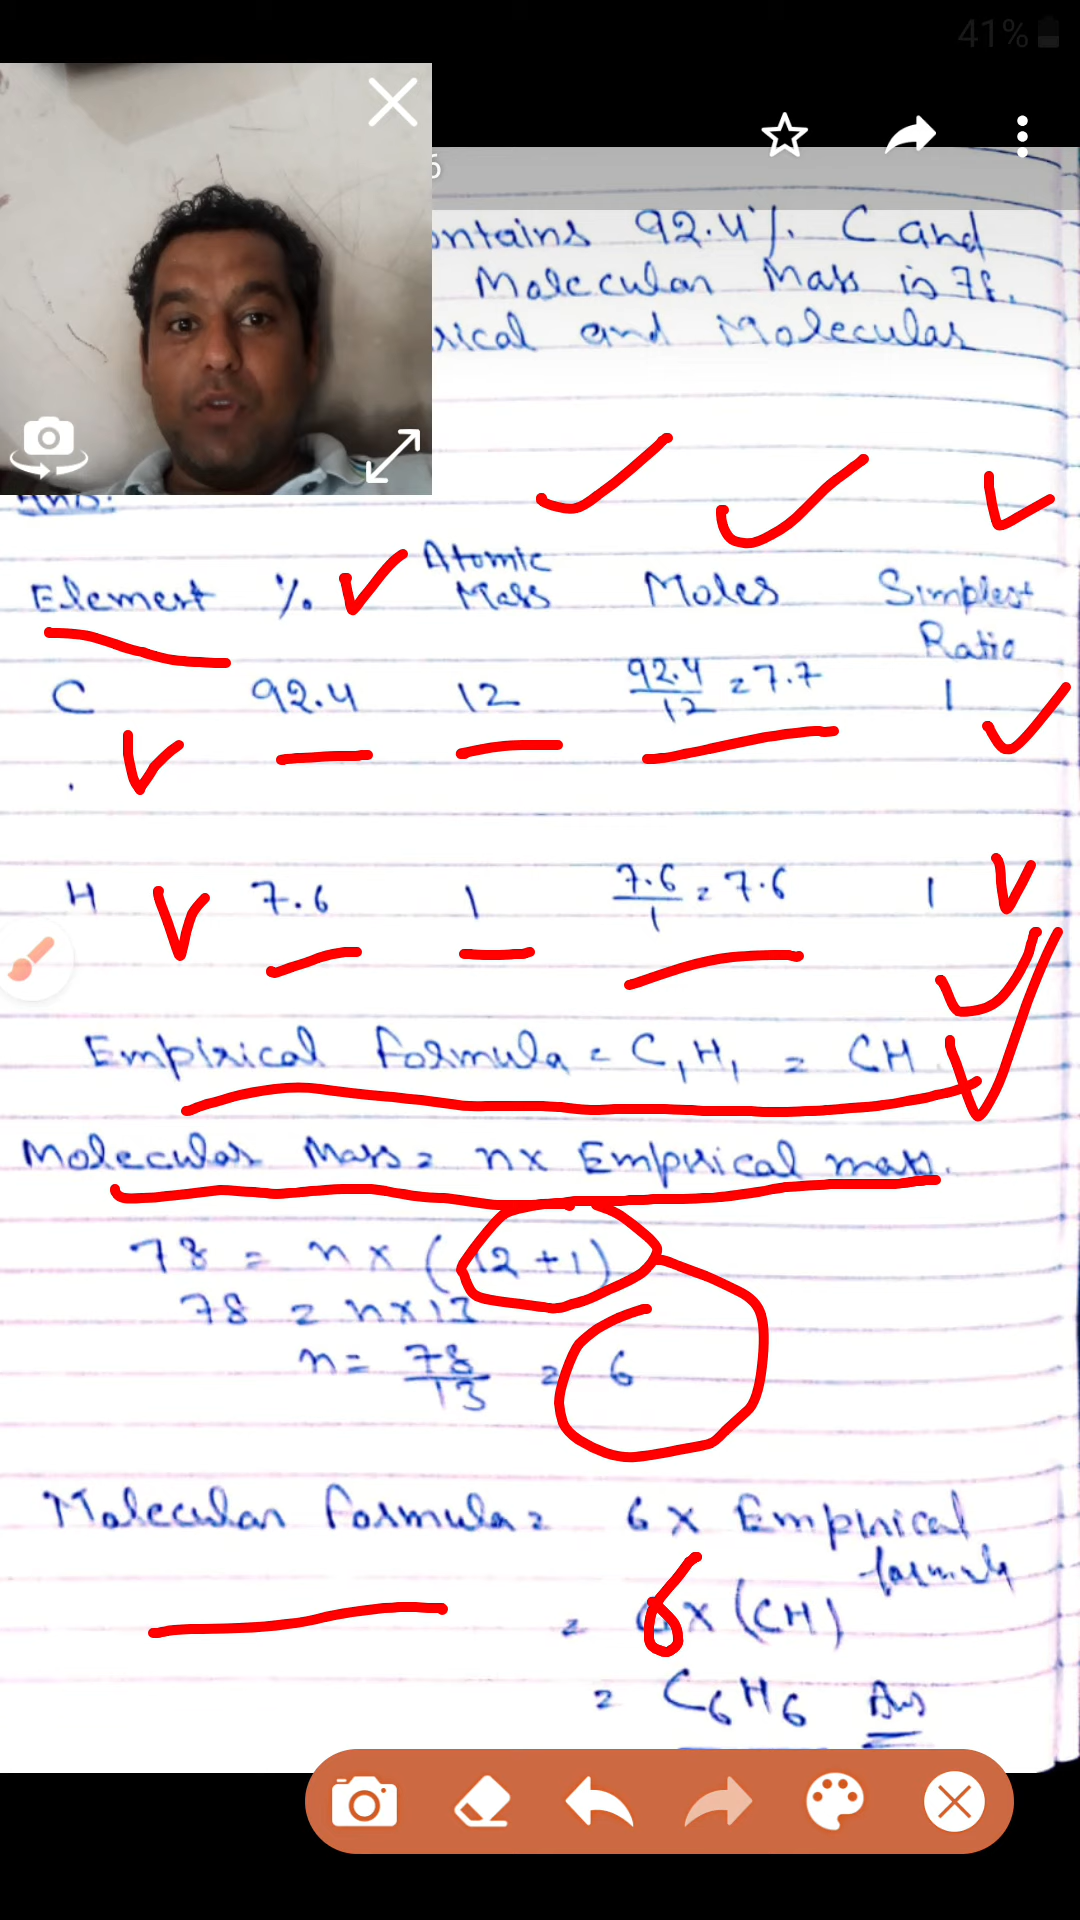 41%
6
ontains 92.4%. C and
Molecular Mass is 78.
rical and Molecular
Ans:
Element % Atomic Mass Moles Simplest Ratio
C 92.4 12 92.4/12 = 7.7 1
H 7.6 1 7.6/1 = 7.6 1
Empirical Formula = C₁H₁ = CH
Molecular Mass = n x Empirical mass.
78 = n x (12 + 1)
78 = n x 13
n = 78/13 = 6
Molecular Formula = 6 x Empirical formula
= 6 x (CH)
= C₆H₆ Ans